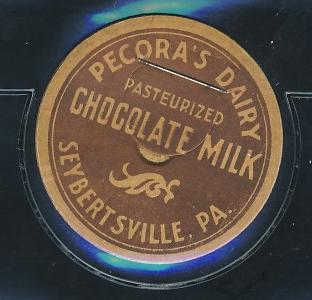 PECORA'S DAIRY
PASTEURIZED
CHOCOLATE MILK
SEYBERTSVILLE, PA.